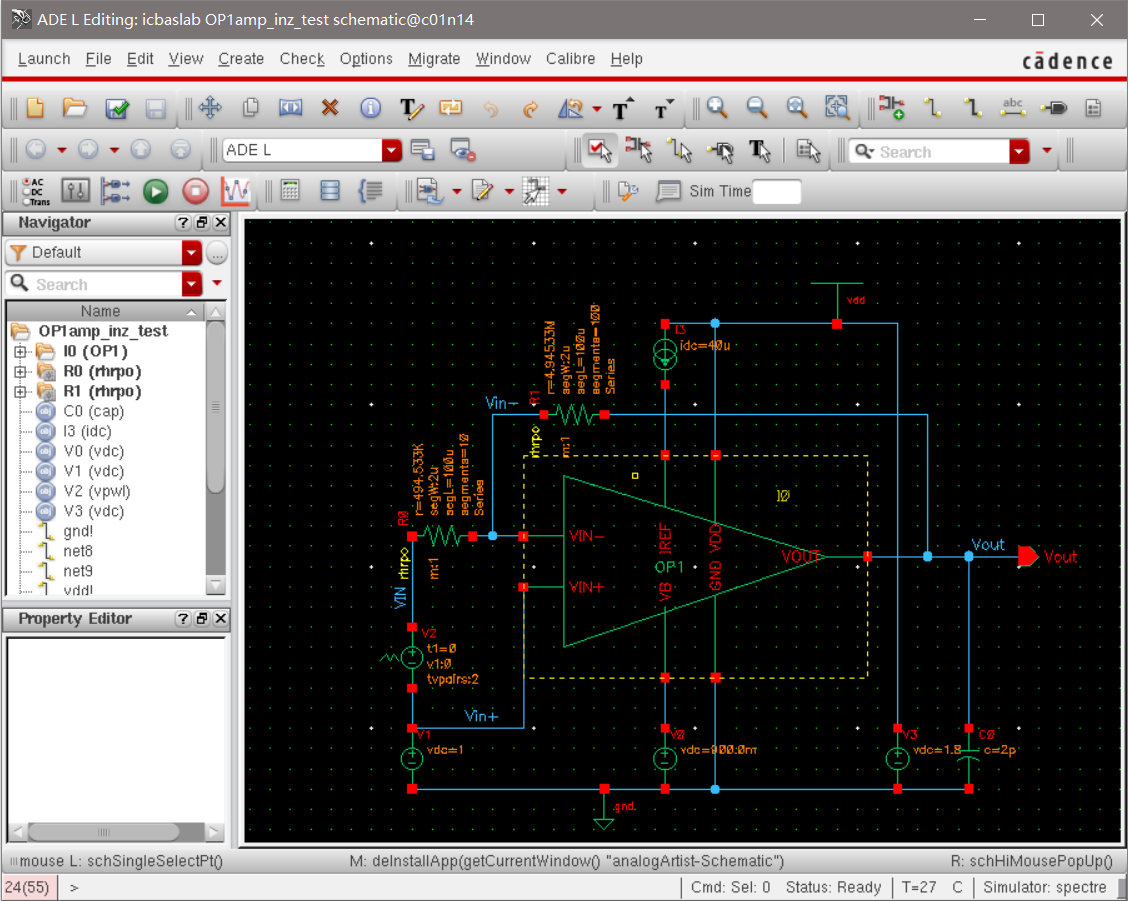 ADE L Editing: icbaslab OP1amp_inz_test schematic@c01n14
Launch File Edit View Create Check Options Migrate Window Calibre Help
cādence
ADE L
Search
AC
DC
Trans
Sim Time
Navigator
Default
Search
Name
OP1amp_inz_test
I0 (OP1)
R0 (rhrpo)
R1 (rhrpo)
C0 (cap)
I3 (idc)
V0 (vdc)
V1 (vdc)
V2 (vpwl)
V3 (vdc)
gnd!
net8
net9
vdd!
Property Editor
vdd
I3
idc=40u
r=4.94533M
segW:2u
segL=100u
segments=100
Series
R1
rhrpo
m:1
Vin-
r=494.533K
segW:2u
segL=100u
segments=10
Series
R0
rhrpo
m:1
VIN
I0
VIN-
VIN+
IREF
VDD
OP1
VB
GND
VOUT
Vout
Vout
V2
t1=0
v1:0
tvpairs:2
Vin+
V1
vdc=1
V0
vdc=900.0m
V3
vdc=1.8
C0
c=2p
gnd
mouse L: schSingleSelectPt()
M: deInstallApp(getCurrentWindow() "analogArtist-Schematic")
R: schHiMousePopUp()
24(55) >
Cmd: Sel: 0 Status: Ready T=27 C Simulator: spectre